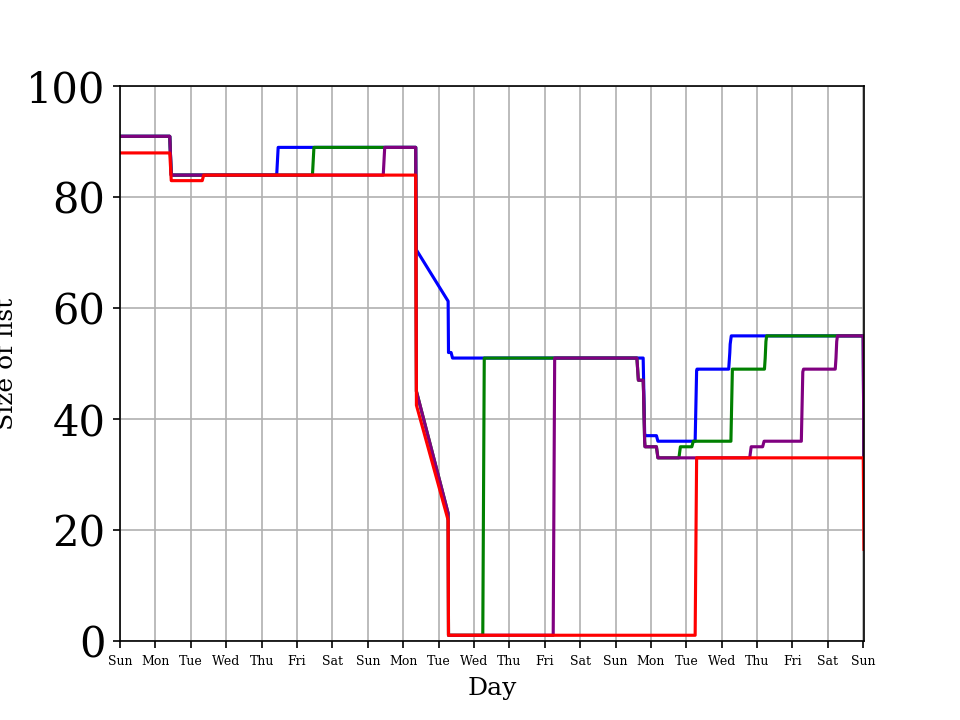 100
80
60
40
20
0
Size of list
Sun Mon Tue Wed Thu Fri Sat Sun Mon Tue Wed Thu Fri Sat Sun Mon Tue Wed Thu Fri Sat Sun
Day